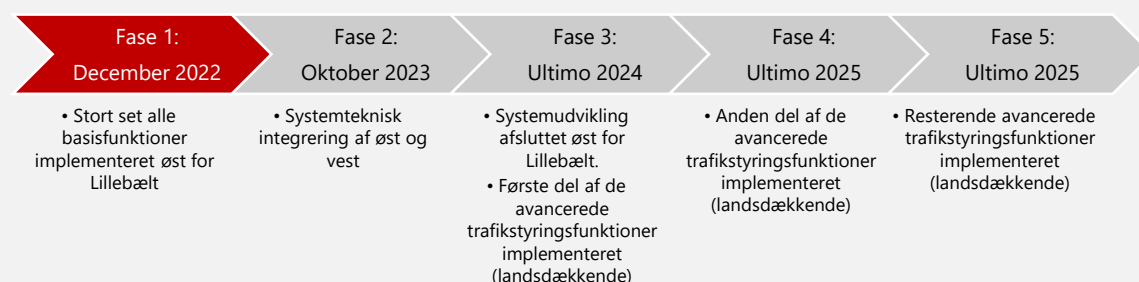 Fase 1:
December 2022
Fase 2:
Oktober 2023
Fase 3:
Ultimo 2024
Fase 4:
Ultimo 2025
Fase 5:
Ultimo 2025
• Stort set alle
basisfunktioner
implementeret øst for
Lillebælt
• Systemteknisk
integrering af øst og
vest
• Systemudvikling
afsluttet øst for
Lillebælt.
• Første del af de
avancerede
trafikstyringsfunktioner
implementeret
(landsdækkende)
• Anden del af de
avancerede
trafikstyringsfunktioner
implementeret
(landsdækkende)
• Resterende avancerede
trafikstyringsfunktioner
implementeret
(landsdækkende)